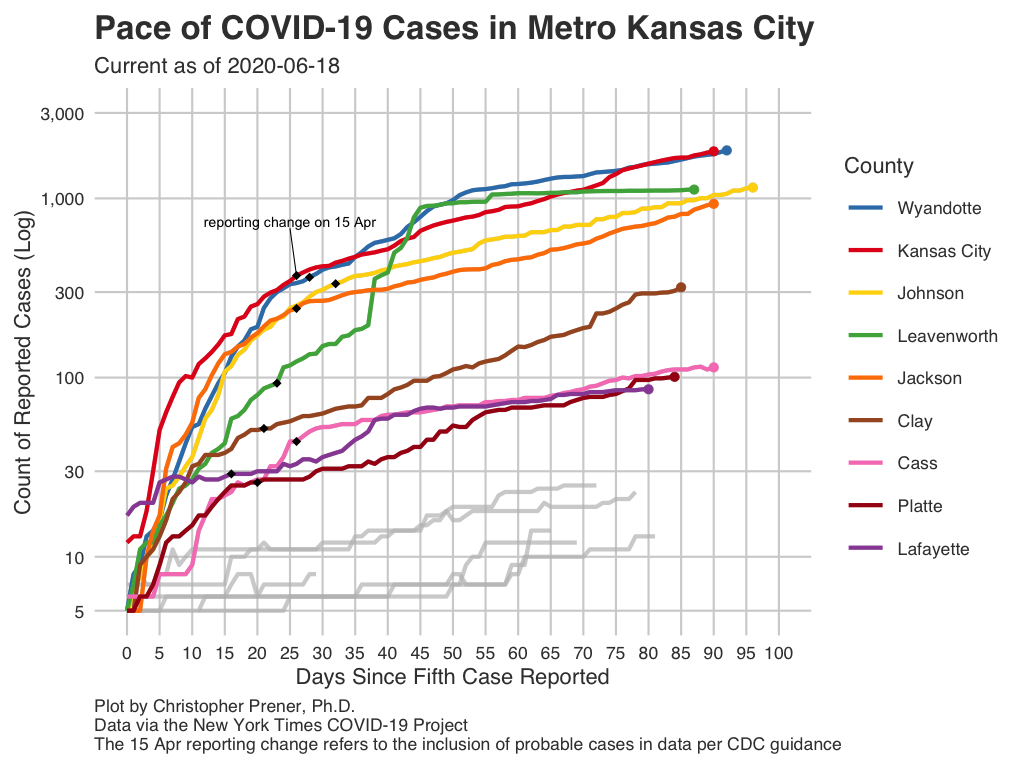 Pace of COVID-19 Cases in Metro Kansas City
Current as of 2020-06-18
Count of Reported Cases (Log)
3,000
1,000
300
100
30
10
5
reporting change on 15 Apr
0 5 10 15 20 25 30 35 40 45 50 55 60 65 70 75 80 85 90 95 100
Days Since Fifth Case Reported
County
Wyandotte
Kansas City
Johnson
Leavenworth
Jackson
Clay
Cass
Platte
Lafayette
Plot by Christopher Prener, Ph.D.
Data via the New York Times COVID-19 Project
The 15 Apr reporting change refers to the inclusion of probable cases in data per CDC guidance